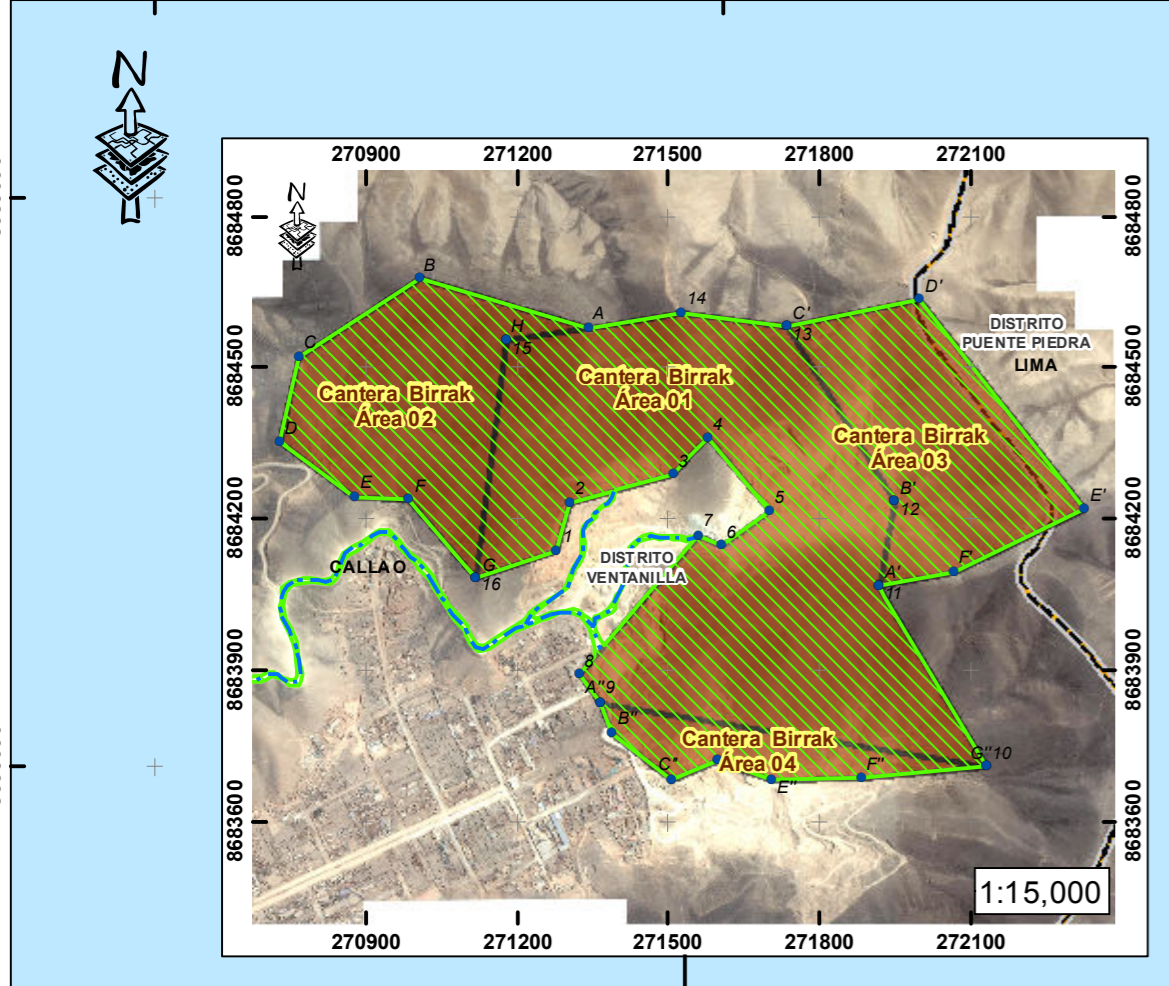 N
270900 271200 271500 271800 272100
N
8684800 8684800
B
D'
14
A
C'
13
H
15
DISTRITO
PUENTE PIEDRA
LIMA
C
8684500 8684500
Cantera Birrak
Área 02
Cantera Birrak
Área 01
Cantera Birrak
Área 03
D
4
3
E
F
2
5
B'
12
E'
8684200 8684200
7
6
1
DISTRITO
VENTANILLA
CALLAO
G
16
A'
11
F'
8683900 8683900
8
A"9
B"
Cantera Birrak
Área 04
G"10
C"
E"
F"
8683600 8683600
1:15,000
270900 271200 271500 271800 272100